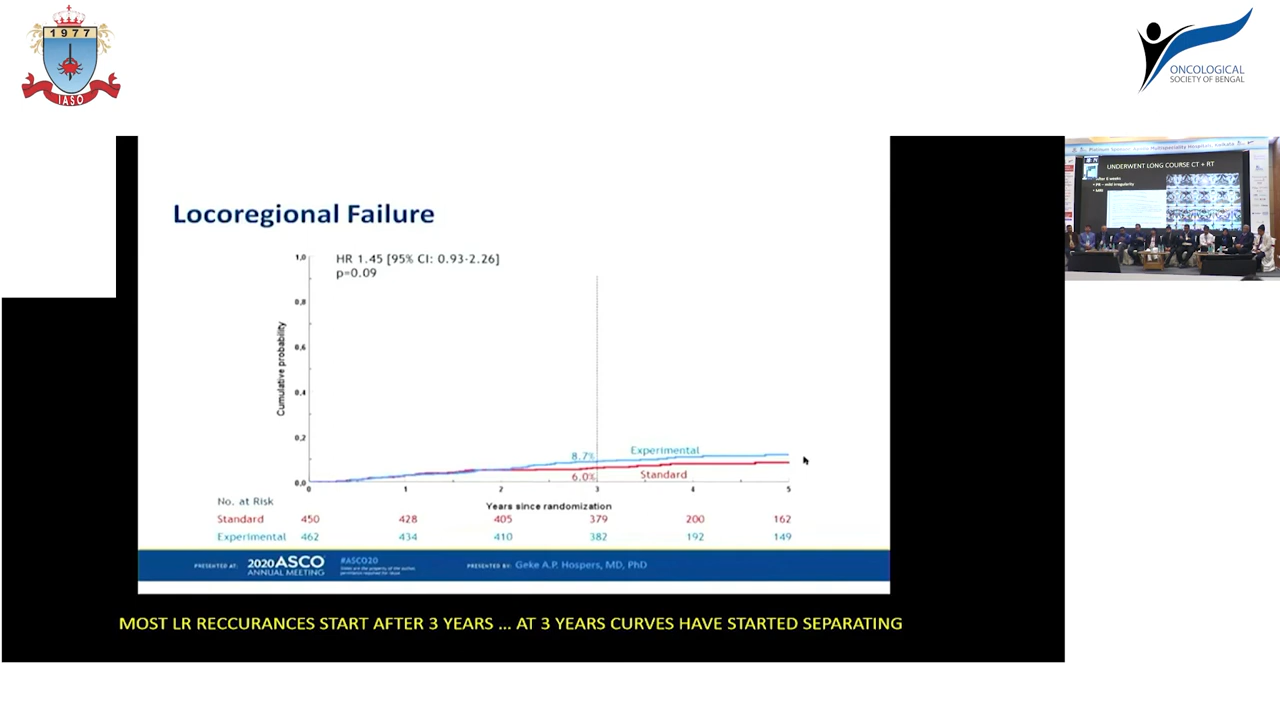 1977
IASO
ONCOLOGICAL
SOCIETY OF BENGAL
Locoregional Failure
HR 1.45 [95% CI: 0.93-2.26]
p=0.09
Cumulative probability
1,0
0,8
0,6
0,4
0,2
0,0
8.7%
Experimental
6.0%
Standard
0 1 2 3 4 5
Years since randomization
No. at Risk
Standard 450 428 405 379 200 162
Experimental 462 434 410 382 192 149
PRESENTED AT: 2020 ASCO
ANNUAL MEETING
#ASCO20
PRESENTED BY: Geke A.P. Hospers, MD, PhD
MOST LR RECCURANCES START AFTER 3 YEARS ... AT 3 YEARS CURVES HAVE STARTED SEPARATING
UNDERWENT LONG COURSE CT + RT